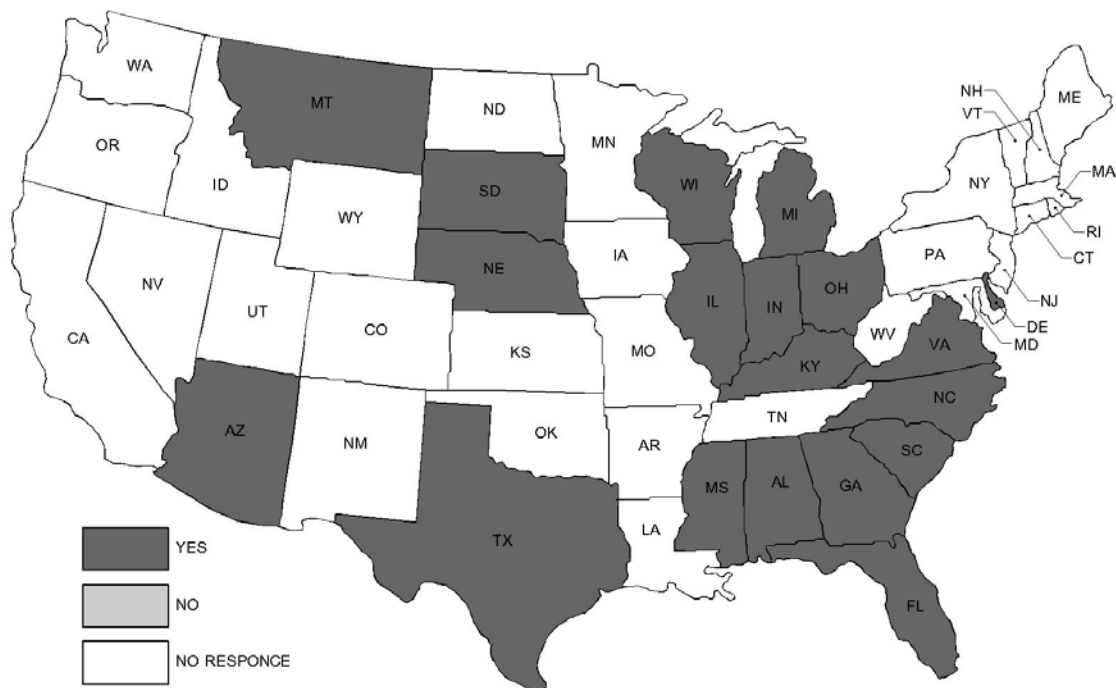 WA
MT
ND
MN
ME
NH
VT
OR
ID
SD
WI
NY
MA
WY
MI
RI
IA
PA
CT
NE
NV
UT
IL
IN
OH
NJ
CO
CA
KS
MO
WV
DE
MD
KY
VA
NC
TN
AZ
NM
OK
AR
SC
MS
AL
GA
LA
TX
FL
YES
NO
NO RESPONCE